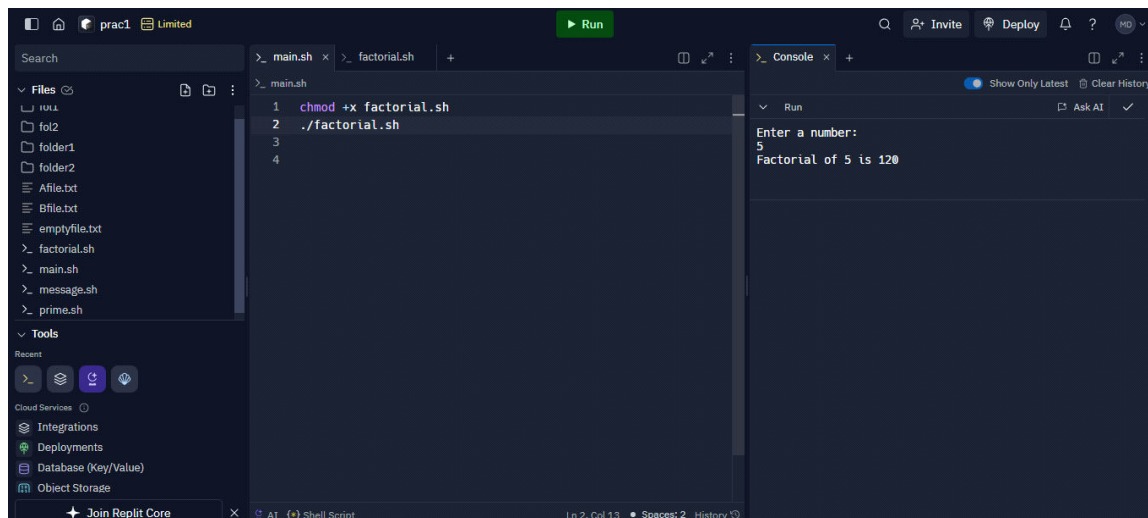 prac1 Limited
Run
Invite
Deploy
?
MD
Search
Files
fol2
folder1
folder2
Afile.txt
Bfile.txt
emptyfile.txt
factorial.sh
main.sh
message.sh
prime.sh
Tools
Recent
Cloud Services
Integrations
Deployments
Database (Key/Value)
Object Storage
Join Replit Core
>_ main.sh × >_ factorial.sh +
>_ main.sh
1 chmod +x factorial.sh
2 ./factorial.sh
3
4
AI Shell Script
Ln 2, Col 13 • Spaces: 2 History
>_ Console × +
Show Only Latest Clear History
Run Ask AI
Enter a number:
5
Factorial of 5 is 120